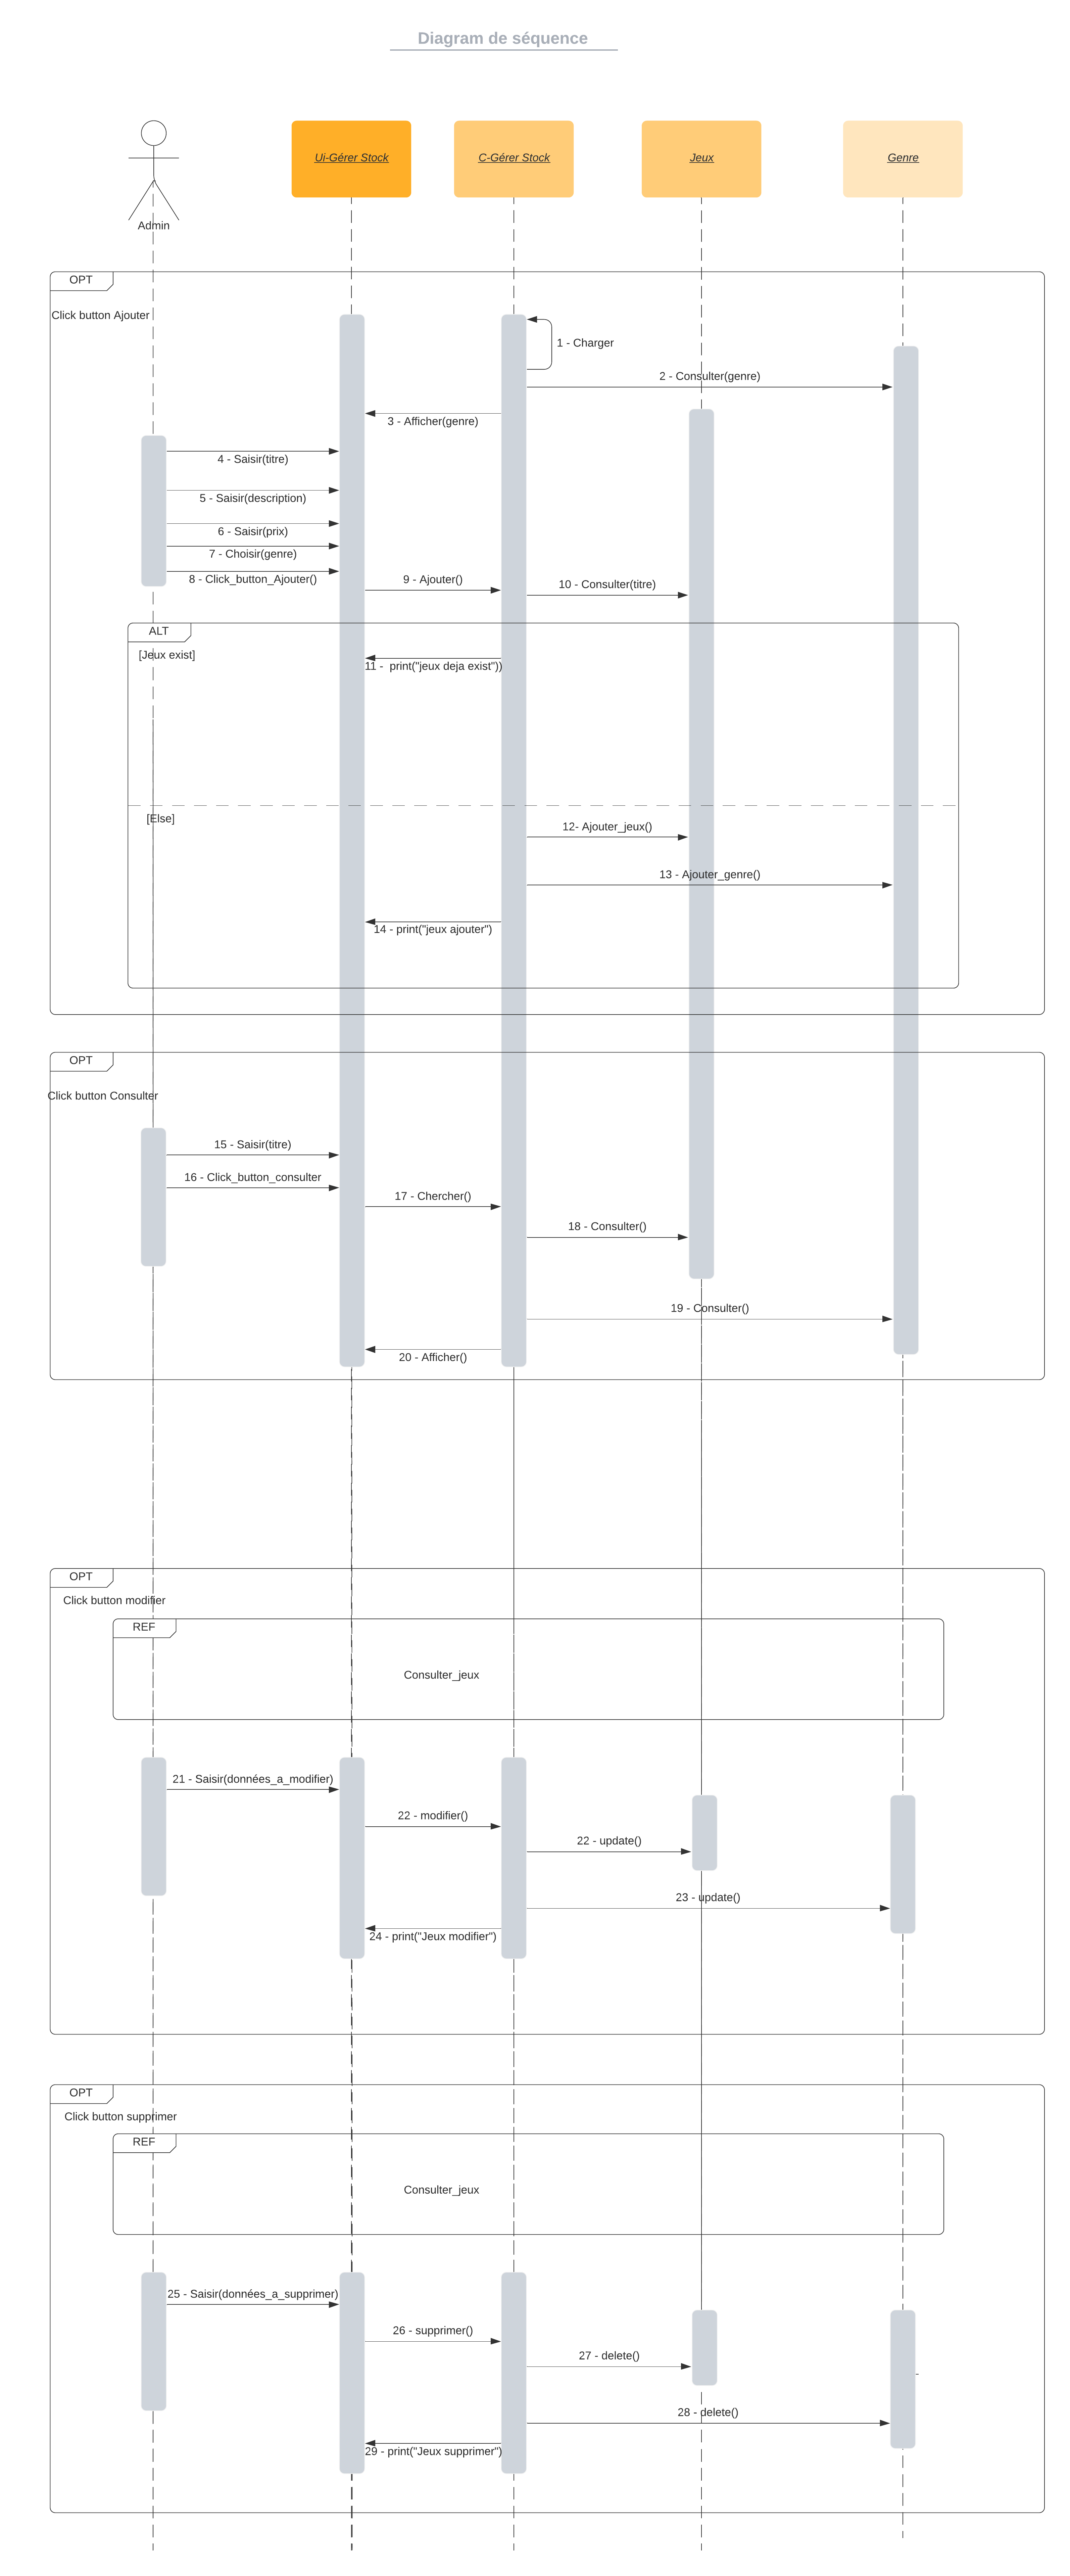 Diagram de séquence
Admin
Ui-Gérer Stock
C-Gérer Stock
Jeux
Genre
OPT
Click button Ajouter
1 - Charger
2 - Consulter(genre)
3 - Afficher(genre)
4 - Saisir(titre)
5 - Saisir(description)
6 - Saisir(prix)
7 - Choisir(genre)
8 - Click_button_Ajouter()
9 - Ajouter()
10 - Consulter(titre)
ALT
[Jeux exist]
11 -  print("jeux deja exist"))
[Else]
12- Ajouter_jeux()
13 - Ajouter_genre()
14 - print("jeux ajouter")
OPT
Click button Consulter
15 - Saisir(titre)
16 - Click_button_consulter
17 - Chercher()
18 - Consulter()
19 - Consulter()
20 - Afficher()
OPT
Click button modifier
REF
Consulter_jeux
21 - Saisir(données_a_modifier)
22 - modifier()
22 - update()
23 - update()
24 - print("Jeux modifier")
OPT
Click button supprimer
REF
Consulter_jeux
25 - Saisir(données_a_supprimer)
26 - supprimer()
27 - delete()
28 - delete()
29 - print("Jeux supprimer")